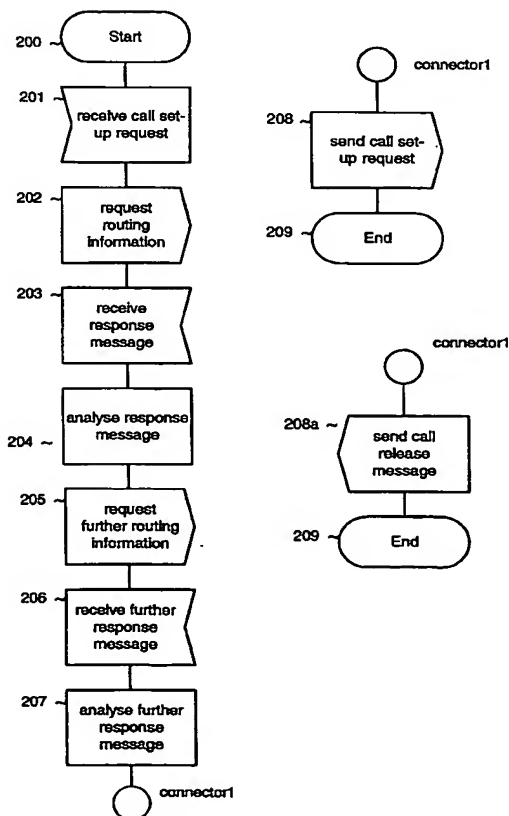 200 ~ Start
201 ~
receive call set-
up request
202 ~
request
routing
information
203 ~
receive
response
message
204 ~
analyse response
message
205 ~
request
further routing
information
206 ~
receive further
response
message
207 ~
analyse further
response
message
connector1
connector1
208 ~
send call set-
up request
209 ~
End
connector1
208a ~
send call
release
message
209 ~
End